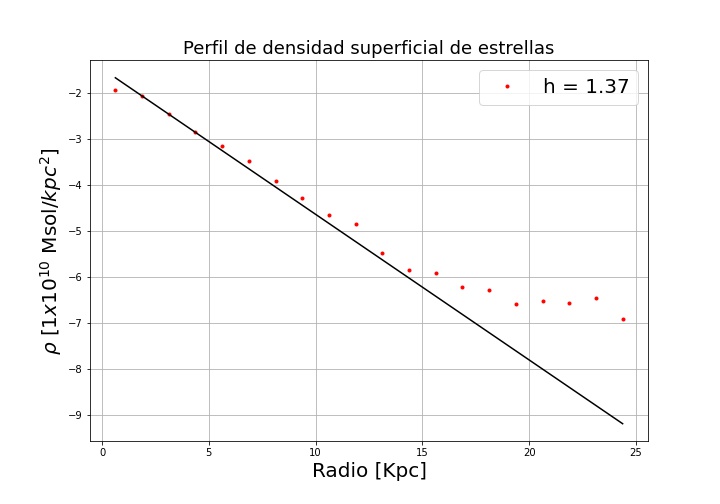 Perfil de densidad superficial de estrellas
h = 1.37
−2
−3
−4
−5
−6
−7
−8
−9
ρ [1x10¹⁰ Msol/kpc²]
0 5 10 15 20 25
Radio [Kpc]